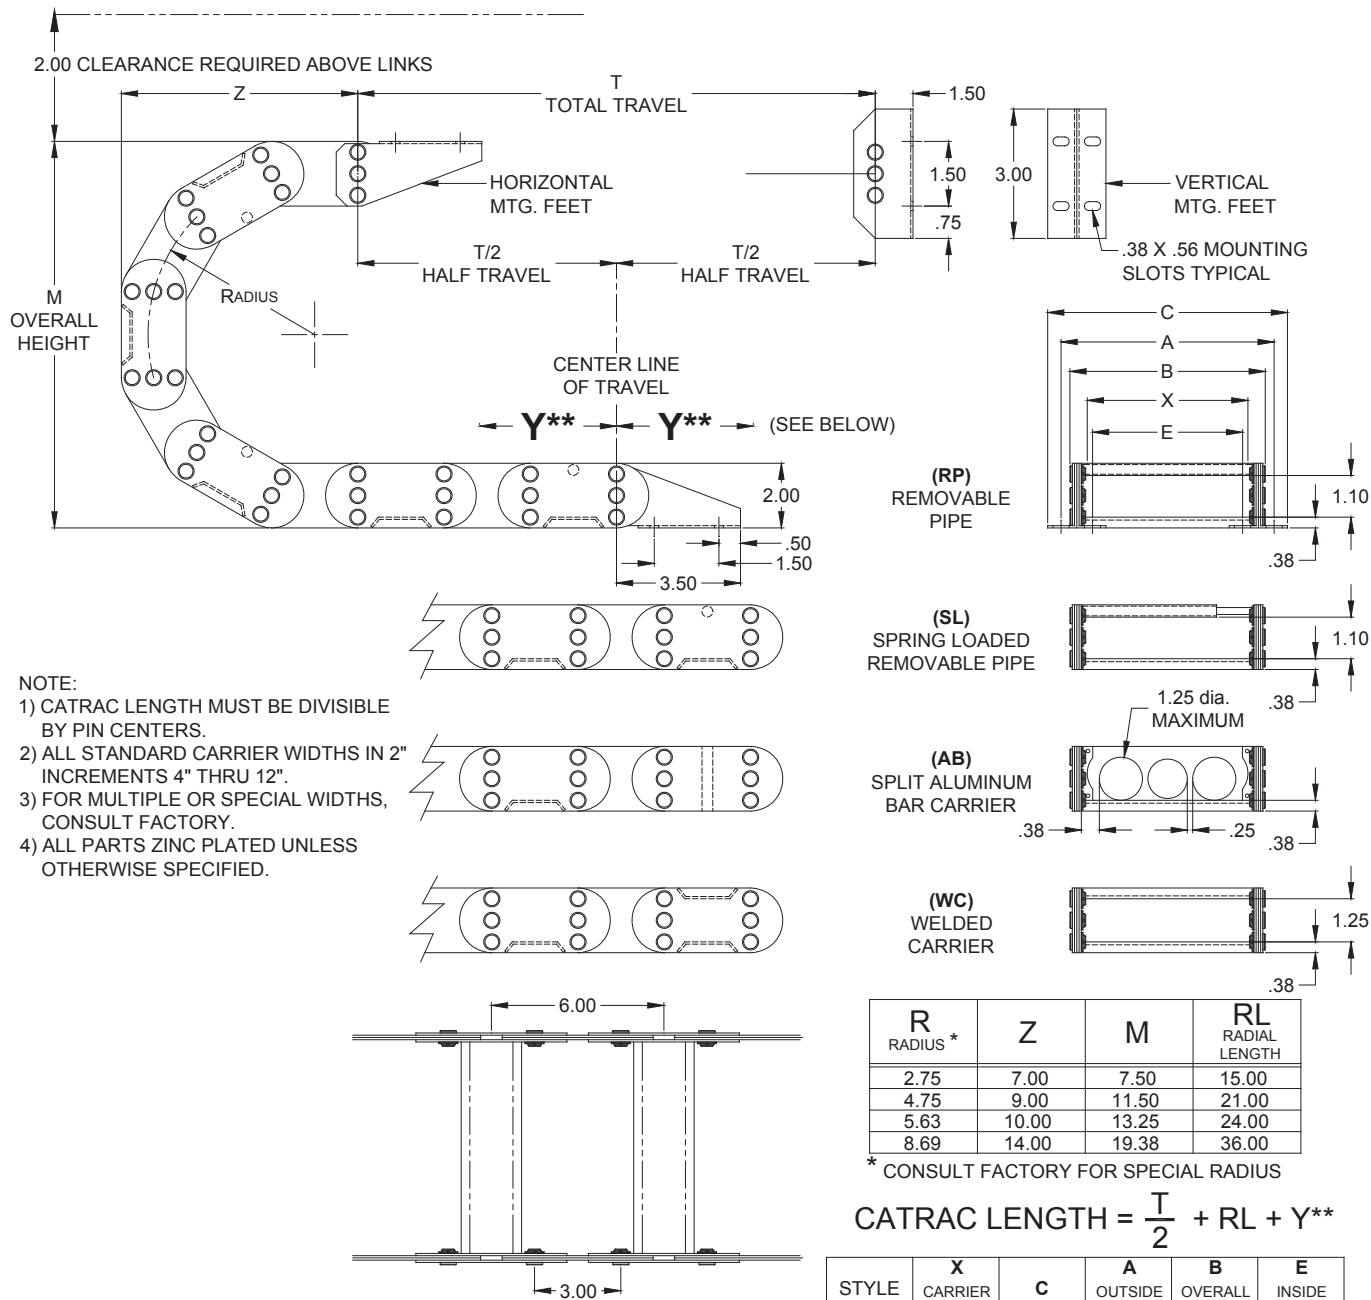 2.00 CLEARANCE REQUIRED ABOVE LINKS
Z
T
TOTAL TRAVEL
1.50
HORIZONTAL
MTG. FEET
1.50
.75
3.00
VERTICAL
MTG. FEET
.38 X .56 MOUNTING
SLOTS TYPICAL
T/2
HALF TRAVEL
T/2
HALF TRAVEL
RADIUS
M
OVERALL
HEIGHT
CENTER LINE
OF TRAVEL
Y**
Y**
(SEE BELOW)
2.00
.50
1.50
3.50
C
A
B
X
E
(RP)
REMOVABLE
PIPE
1.10
.38
(SL)
SPRING LOADED
REMOVABLE PIPE
1.10
.38
1.25 dia.
MAXIMUM
(AB)
SPLIT ALUMINUM
BAR CARRIER
.38
.25
.38
(WC)
WELDED
CARRIER
1.25
.38
NOTE:
1) CATRAC LENGTH MUST BE DIVISIBLE
BY PIN CENTERS.
2) ALL STANDARD CARRIER WIDTHS IN 2"
INCREMENTS 4" THRU 12".
3) FOR MULTIPLE OR SPECIAL WIDTHS,
CONSULT FACTORY.
4) ALL PARTS ZINC PLATED UNLESS
OTHERWISE SPECIFIED.
6.00
3.00
R RADIUS * Z M RL RADIAL LENGTH
2.75 7.00 7.50 15.00
4.75 9.00 11.50 21.00
5.63 10.00 13.25 24.00
8.69 14.00 19.38 36.00
* CONSULT FACTORY FOR SPECIAL RADIUS
CATRAC LENGTH = T/2 + RL + Y**
STYLE X CARRIER C A OUTSIDE B OVERALL E INSIDE